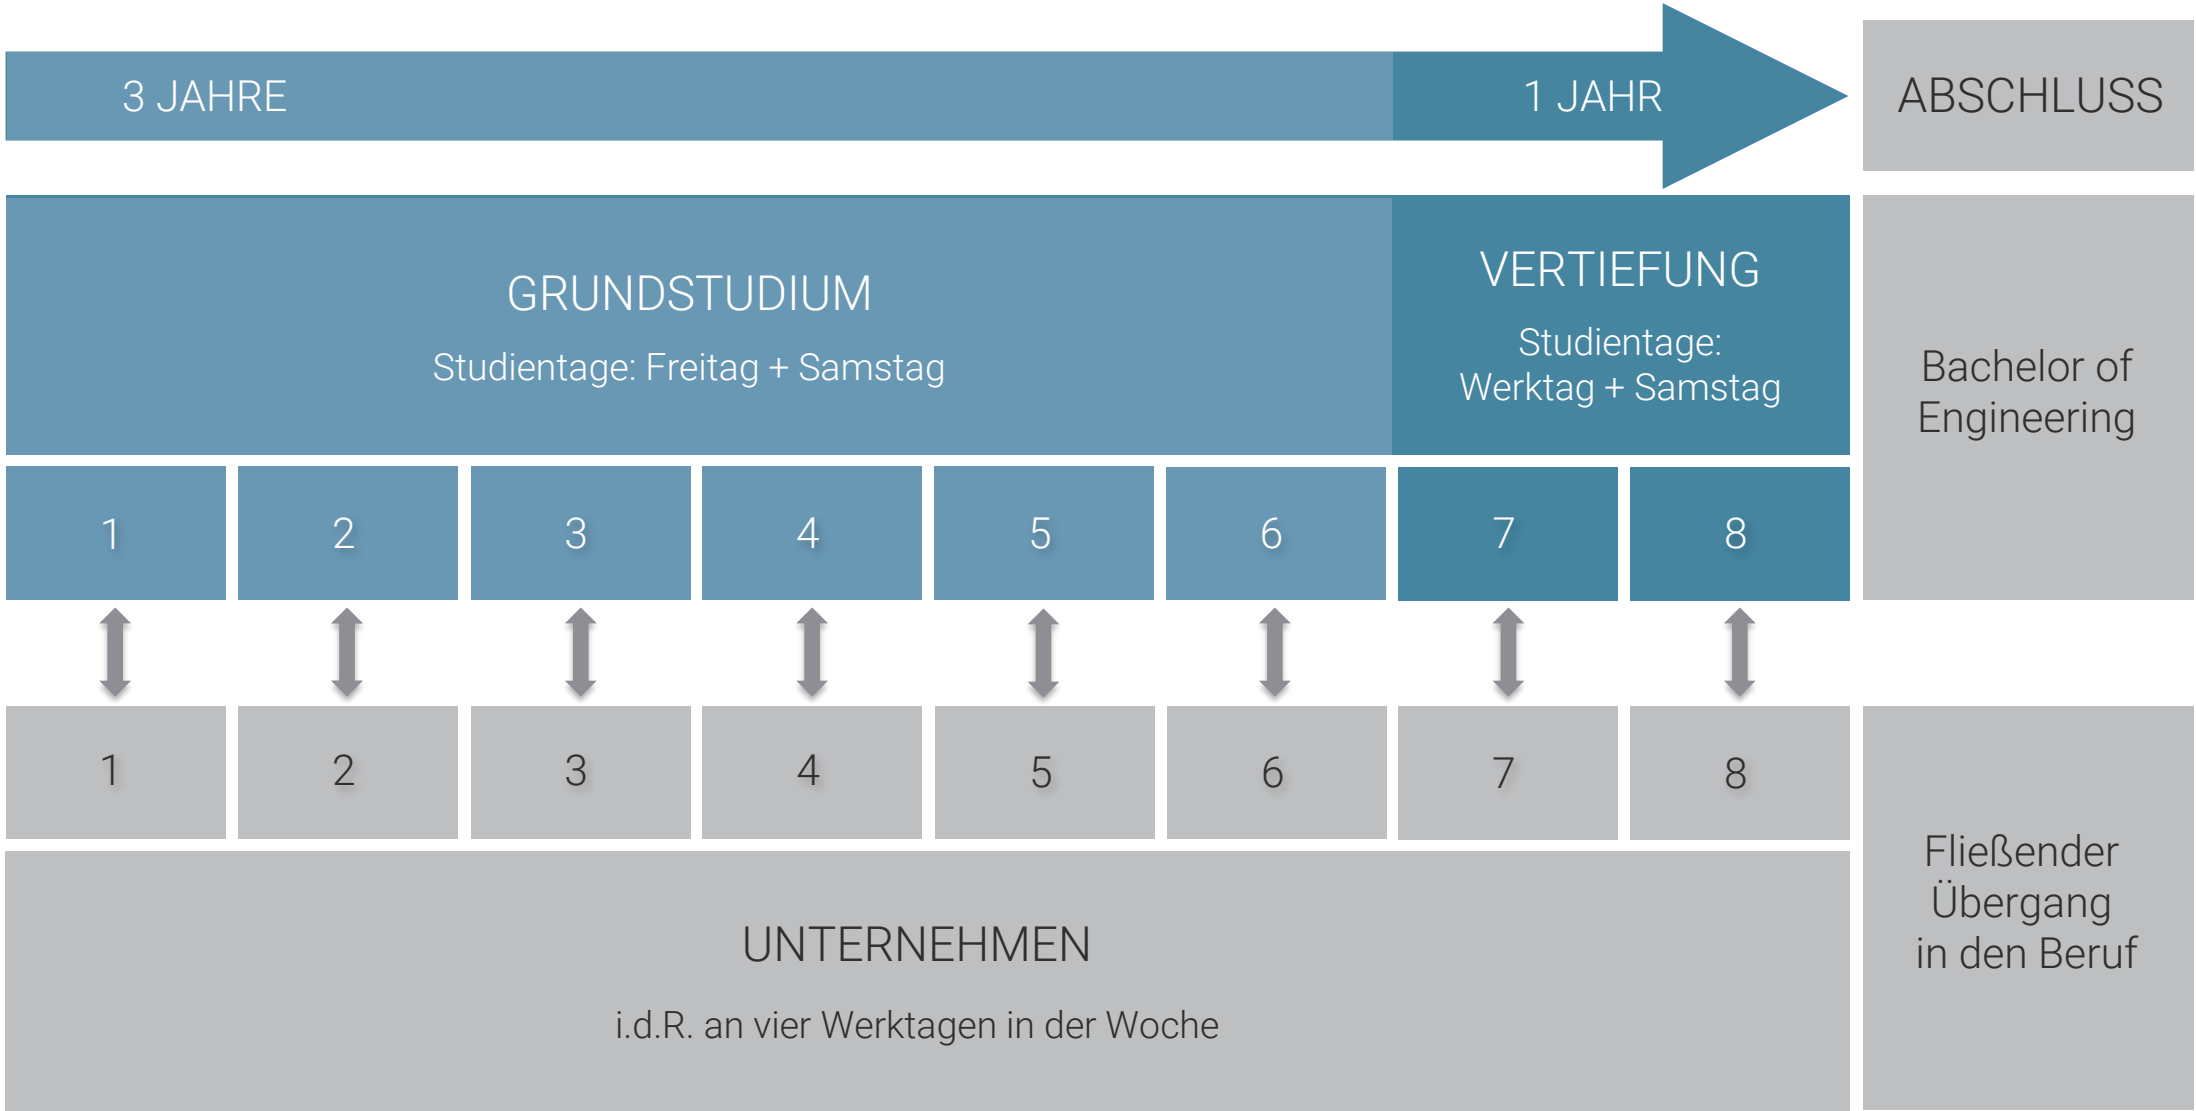 3 JAHRE
1 JAHR
ABSCHLUSS
GRUNDSTUDIUM
Studientage: Freitag + Samstag
VERTIEFUNG
Studientage:
Werktag + Samstag
Bachelor of
Engineering
1
2
3
4
5
6
7
8
1
2
3
4
5
6
7
8
UNTERNEHMEN
i.d.R. an vier Werktagen in der Woche
Fließender
Übergang
in den Beruf